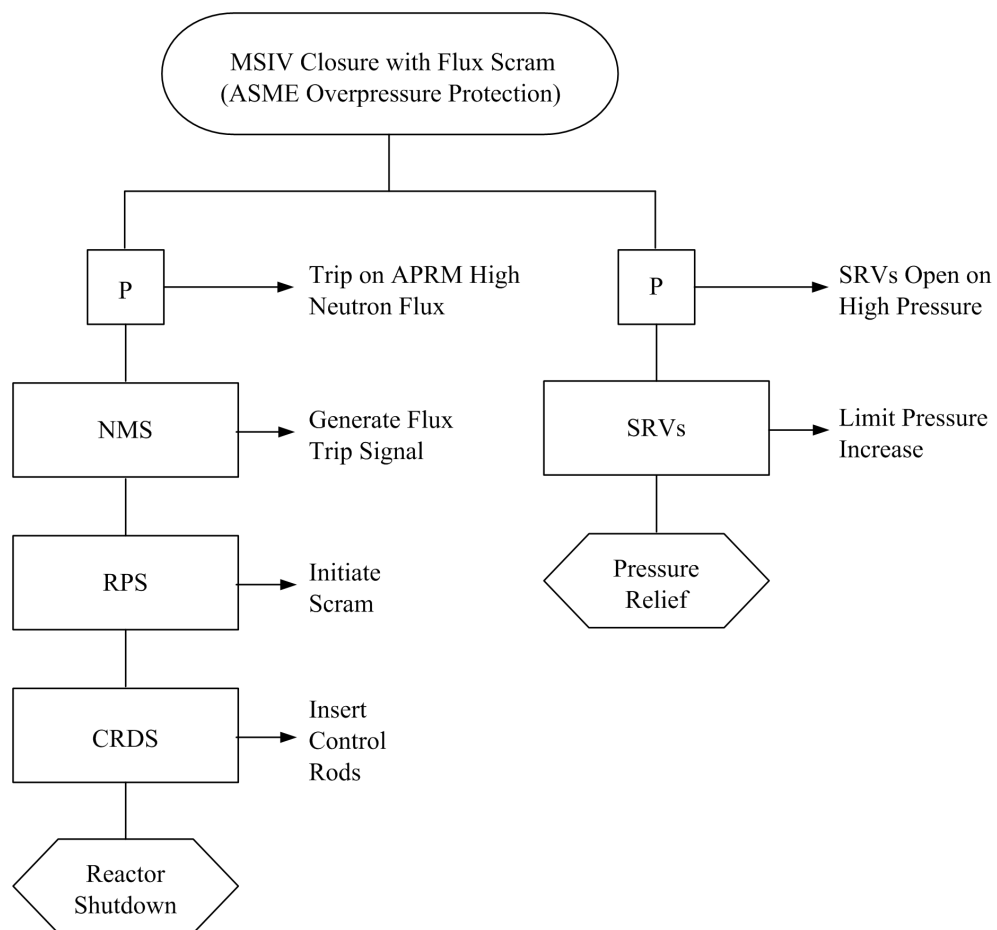 MSIV Closure with Flux Scram
(ASME Overpressure Protection)
P
Trip on APRM High
Neutron Flux
P
SRVs Open on
High Pressure
NMS
Generate Flux
Trip Signal
SRVs
Limit Pressure
Increase
RPS
Initiate
Scram
Pressure
Relief
CRDS
Insert
Control
Rods
Reactor
Shutdown